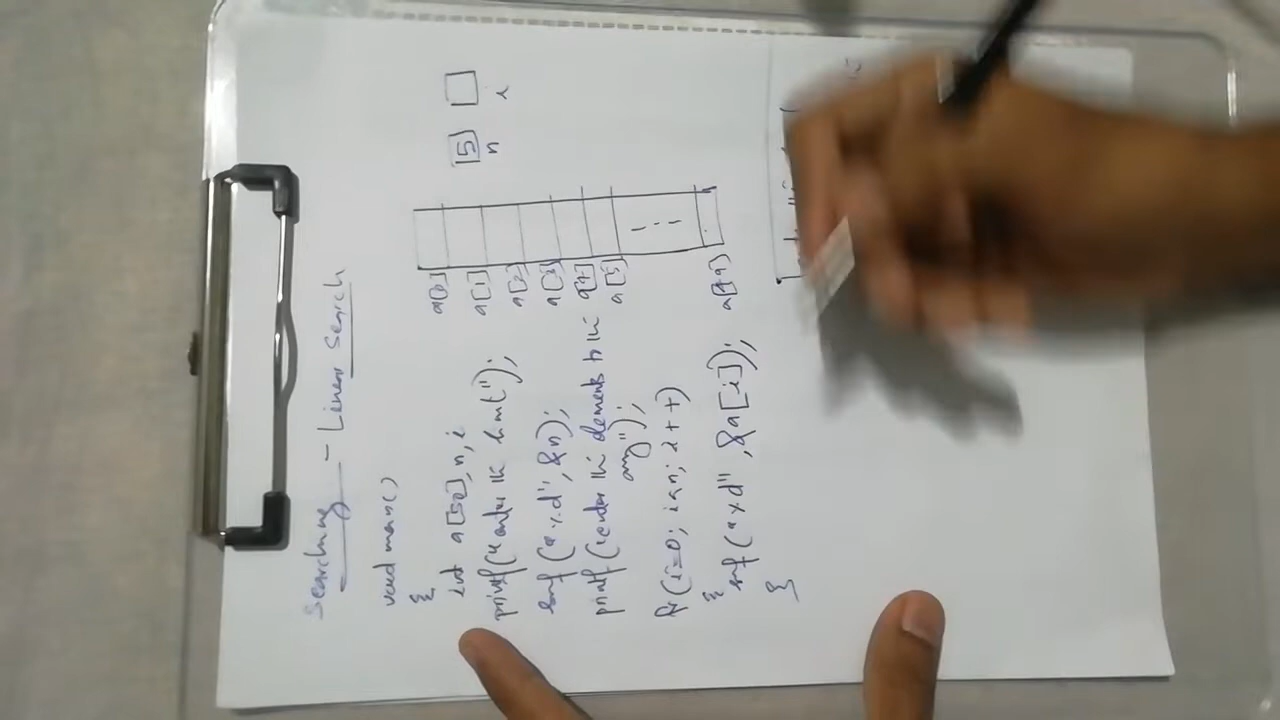 Searching - Linear Search
void main()
{
int a[50], n, i
printf("enter the limit");
scanf("%d", &n);
printf("enter the elements to the
array");
for(i=0; i<n; i++)
{
scanf("%d", &a[i]);
}
a[0]
a[1]
a[2]
a[3]
a[4]
a[5]
a[49]
5
n
i